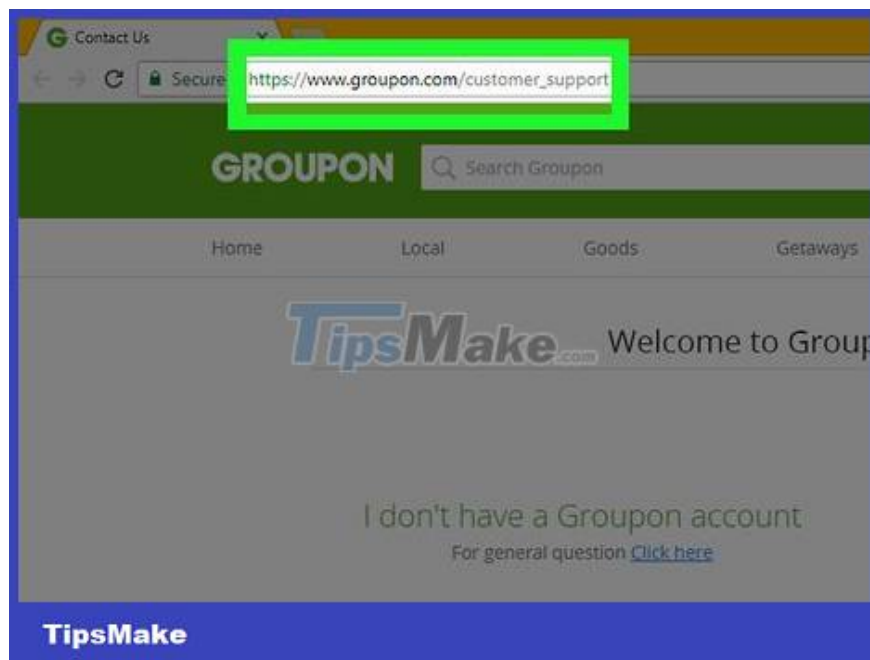 Contact Us
Secure https://www.groupon.com/customer_support
GROUPON Search Groupon
Home Local Goods Getaways
TipsMake.com
Welcome to Group
I don't have a Groupon account
For general question Click here
TipsMake